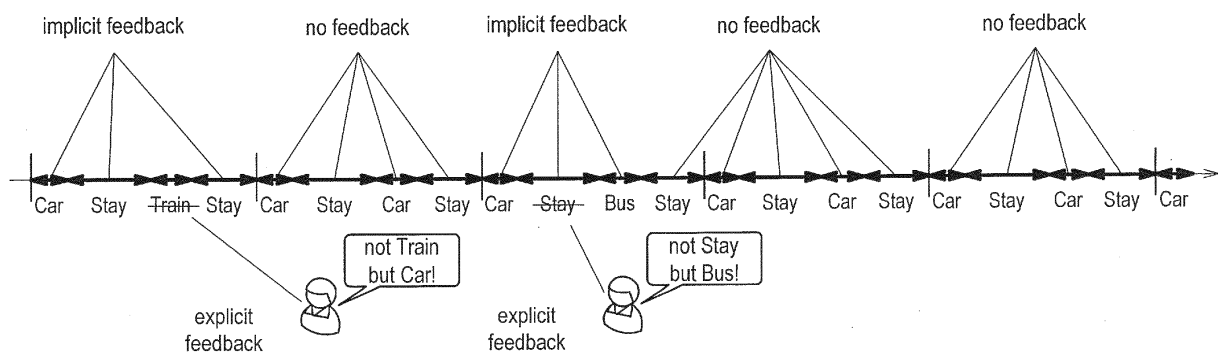 implicit feedback no feedback implicit feedback no feedback no feedback
Car Stay Train Stay Car Stay Car Stay Car Stay Bus Stay Car Stay Car Stay Car Stay Car Stay Car
not Train
but Car!
not Stay
but Bus!
explicit
feedback
explicit
feedback